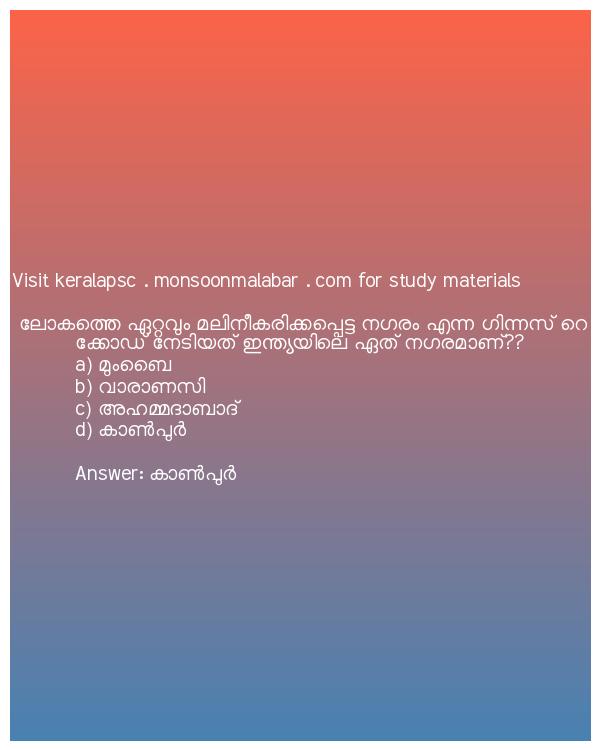 Visit keralapsc . monsoonmalabar . com for study materials
ലോകത്തെ ഏറ്റവും മലിനീകരിക്കപ്പെട്ട നഗരം എന്ന ഗിന്നസ് റെ
ക്കോഡ് നേടിയത് ഇന്ത്യയിലെ ഏത് നഗരമാണ്??
a) മുംബൈ
b) വാരാണസി
c) അഹമ്മദാബാദ്
d) കാൺപുർ
Answer: കാൺപുർ